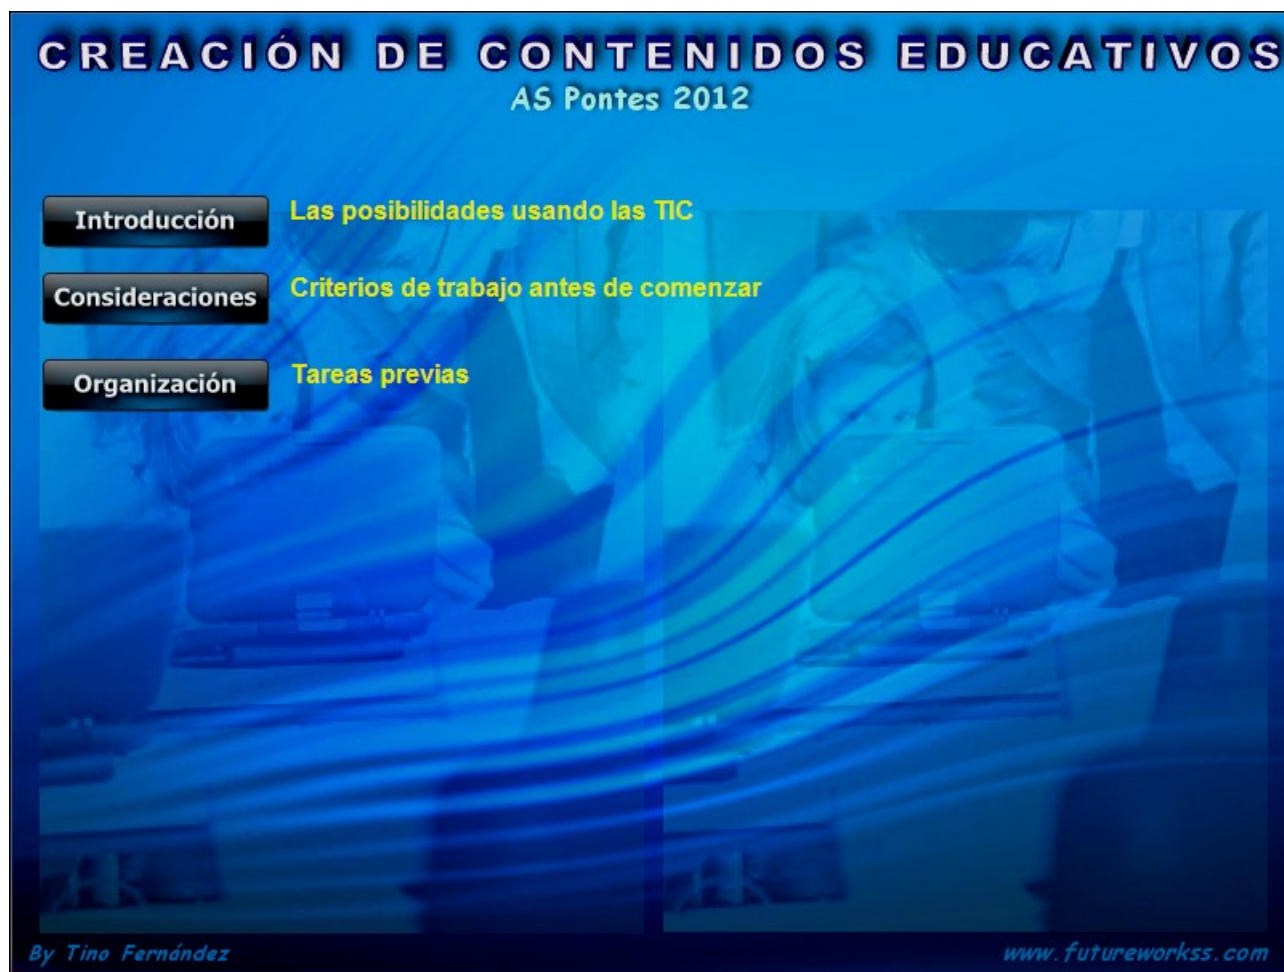 CREACIÓN DE CONTENIDOS EDUCATIVOS
AS Pontes 2012
Introducción
Las posibilidades usando las TIC
Consideraciones
Criterios de trabajo antes de comenzar
Organización
Tareas previas
By Tino Fernández
www.futureworkss.com